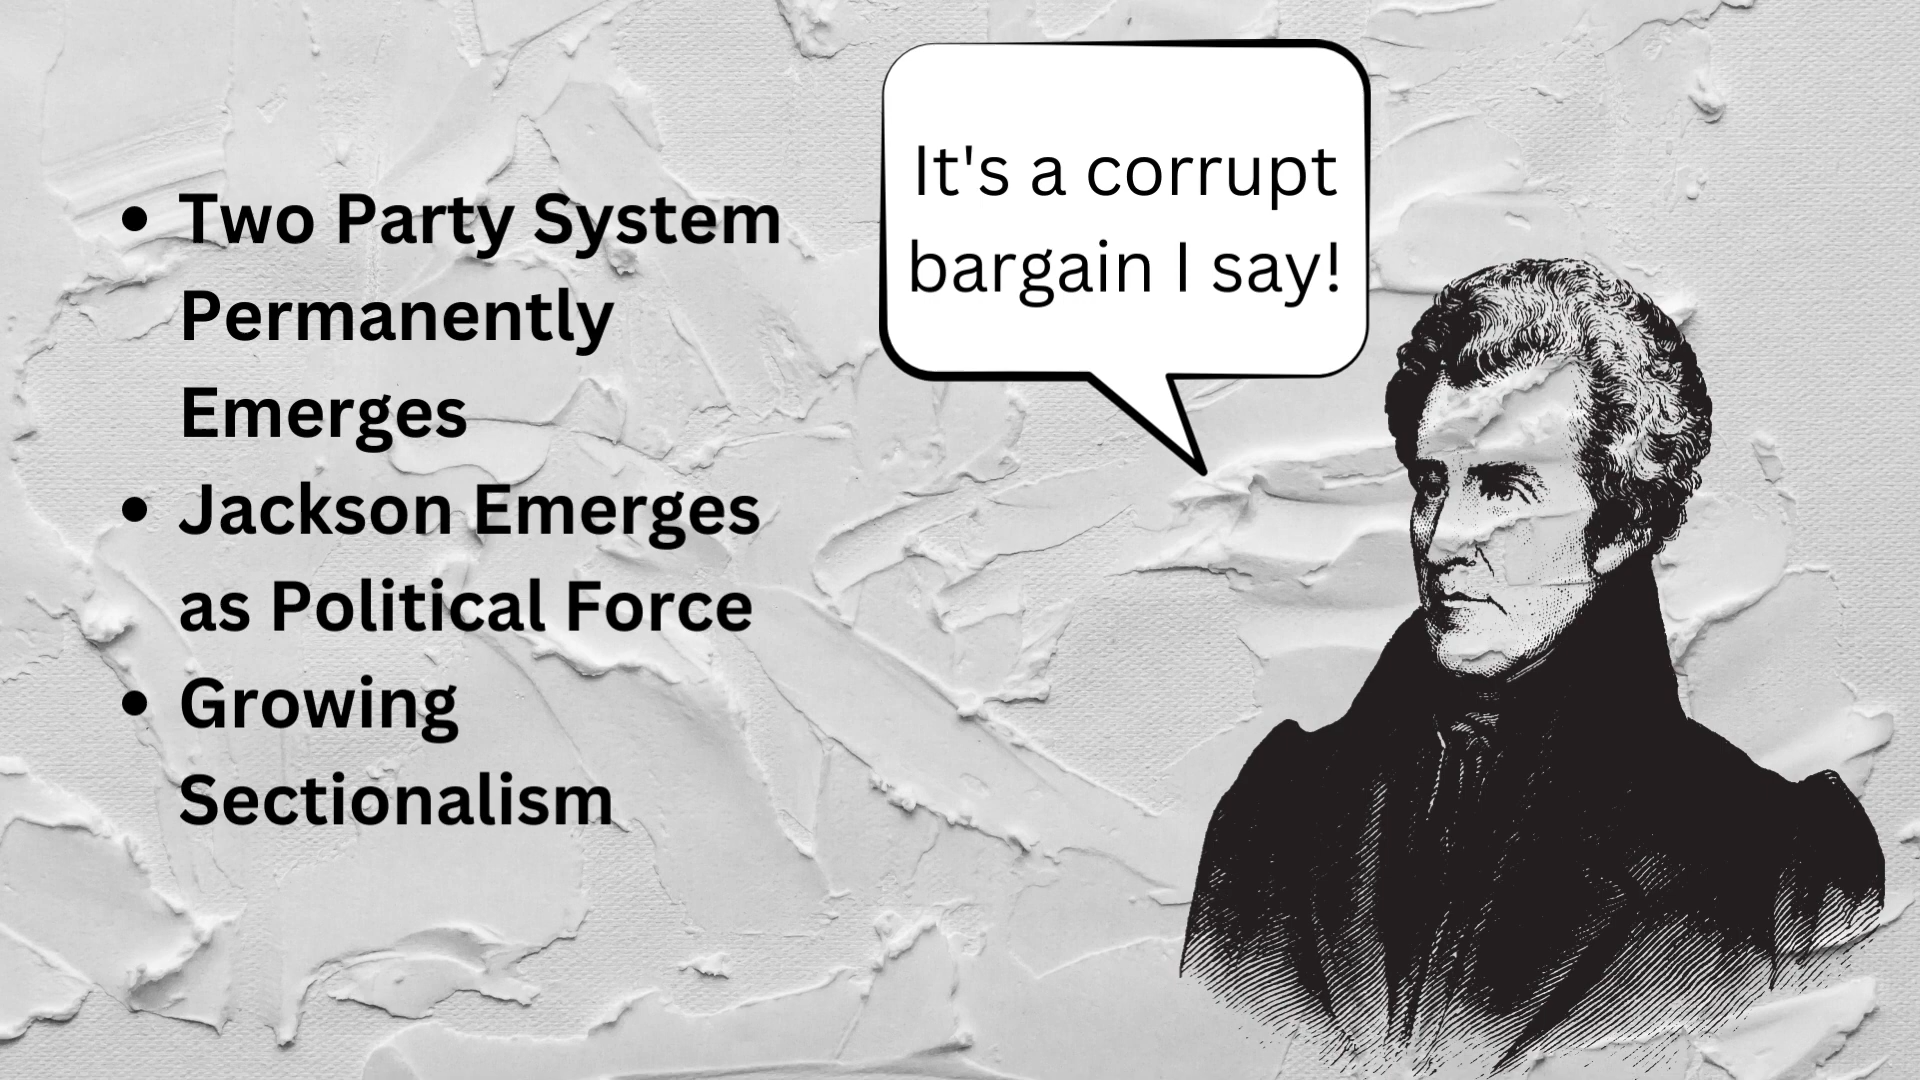 • Two Party System
Permanently
Emerges
• Jackson Emerges
as Political Force
• Growing
Sectionalism
It's a corrupt
bargain I say!